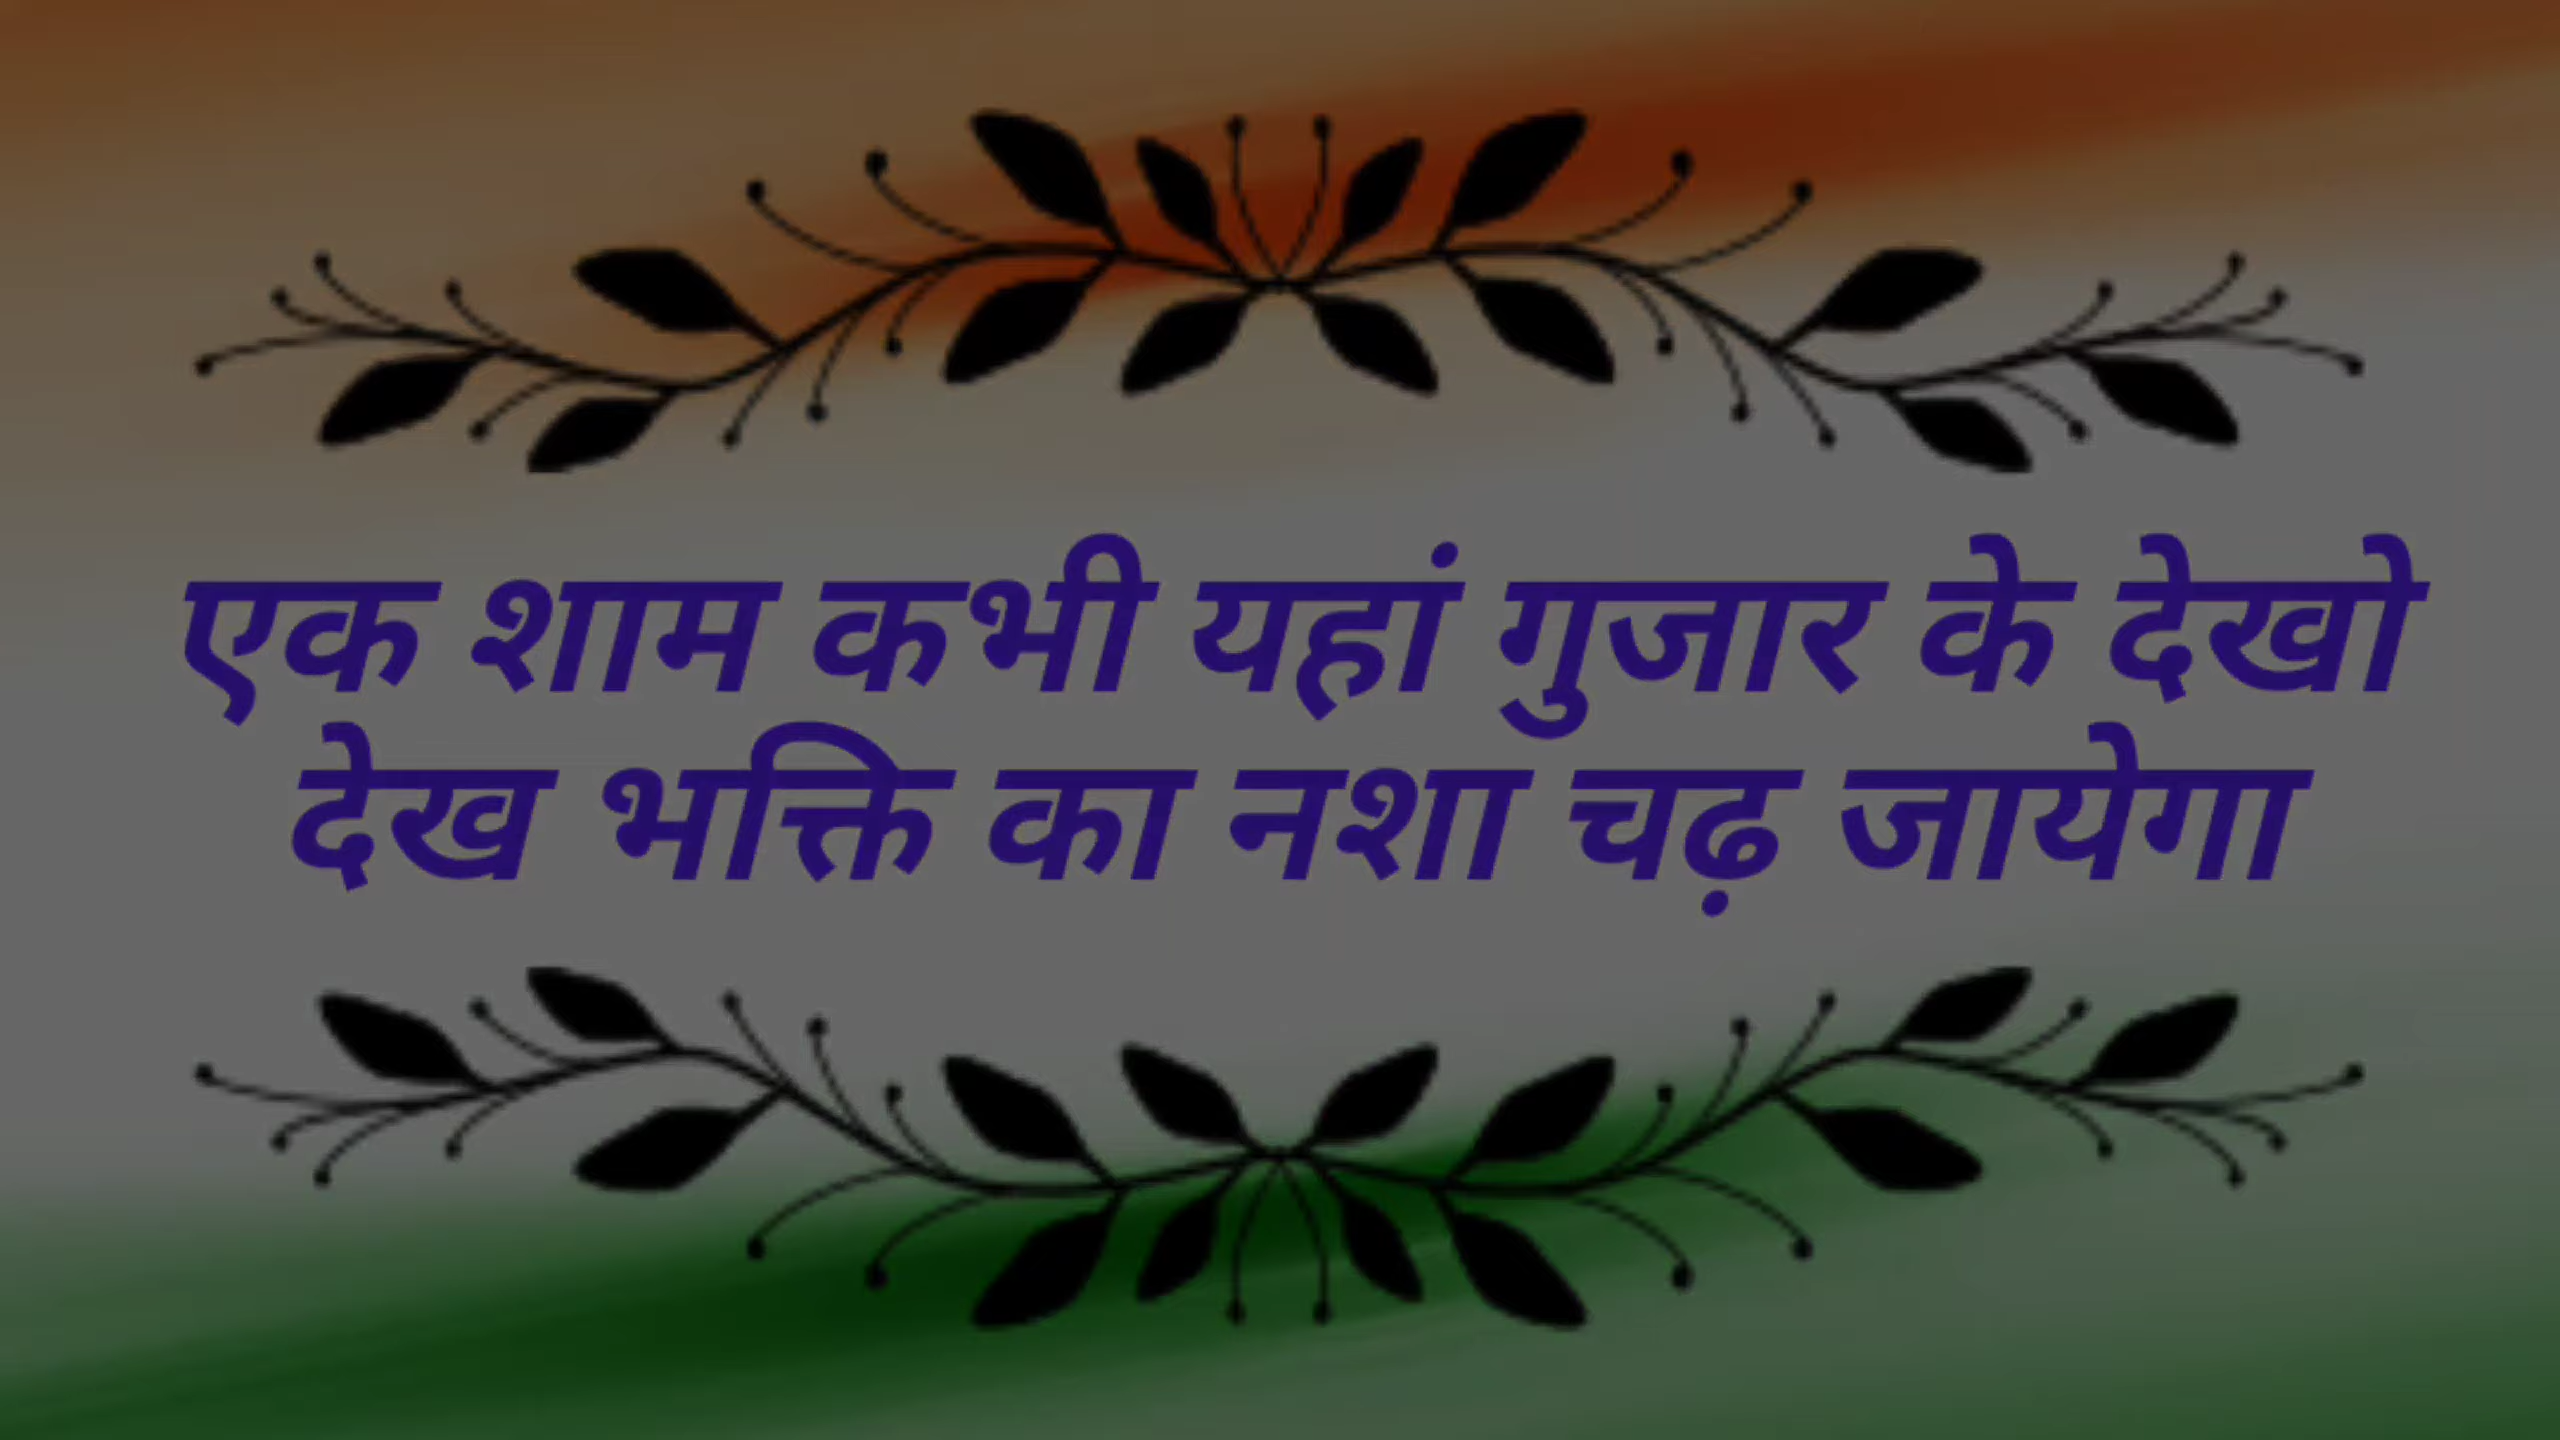 एक शाम कभी यहां गुजार के देखो
देख भक्ति का नशा चढ़ जायेगा